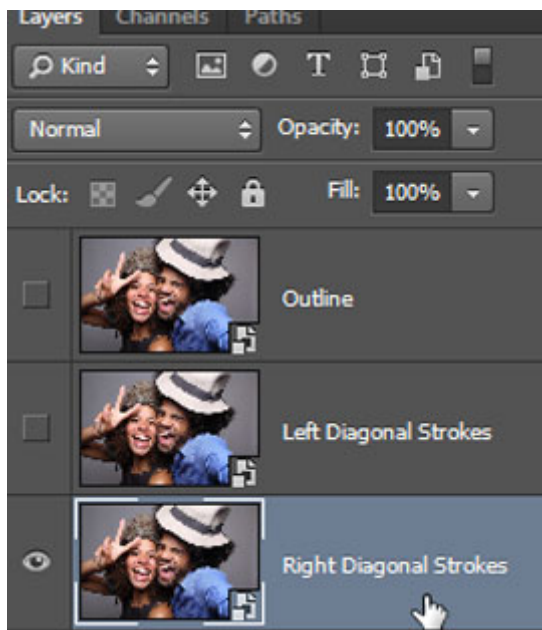 Layers Channels Paths
Kind T
Normal Opacity: 100%
Lock: Fill: 100%
Outline
Left Diagonal Strokes
Right Diagonal Strokes